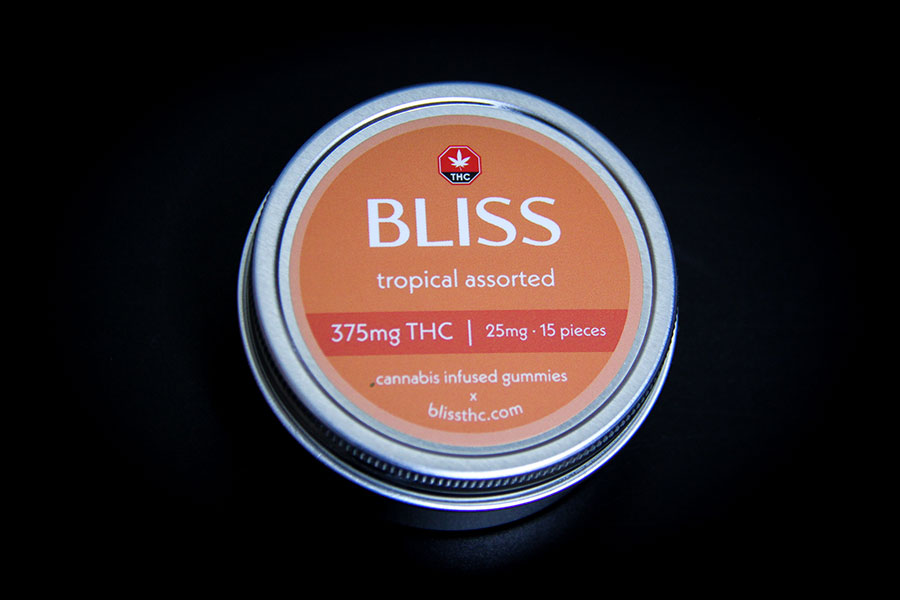 THC
BLISS
tropical assorted
375mg THC | 25mg · 15 pieces
cannabis infused gummies
x
blissthc.com